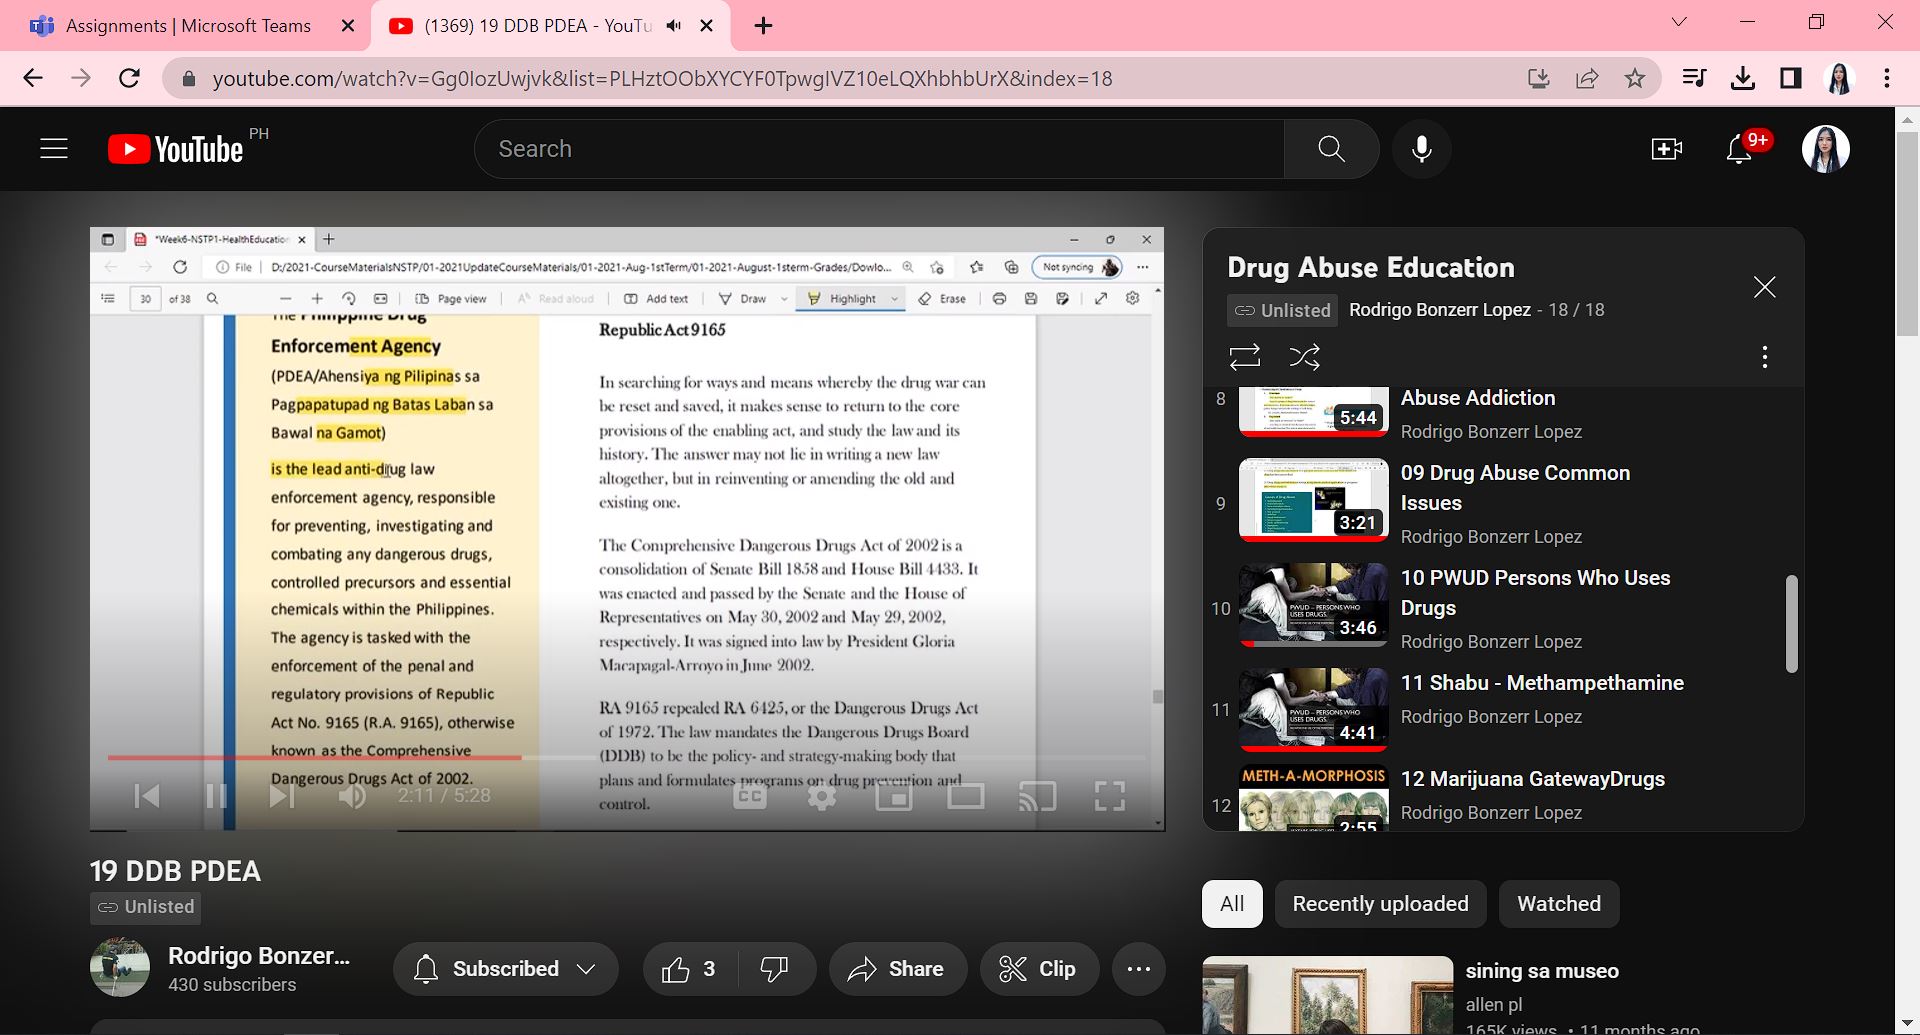 Assignments | Microsoft Teams
(1369) 19 DDB PDEA - YouTu
youtube.com/watch?v=Gg0IozUwjvk&list=PLHztOObXYCYF0TpwgIVZ10eLQXhbhbUrX&index=18
YouTube PH
Search
9+
*Week6-NSTP1-HealthEducation
File | D:/2021-CourseMaterialsNSTP/01-2021UpdateCourseMaterials/01-2021-Aug-1stTerm/01-2021-August-1sterm-Grades/Dowlo...
Not syncing
30 of 38
Page view
Read aloud
Add text
Draw
Highlight
Erase
The Philippine Drug
Enforcement Agency
(PDEA/Ahensiya ng Pilipinas sa
Pagpapatupad ng Batas Laban sa
Bawal na Gamot)
is the lead anti-drug law
enforcement agency, responsible
for preventing, investigating and
combating any dangerous drugs,
controlled precursors and essential
chemicals within the Philippines.
The agency is tasked with the
enforcement of the penal and
regulatory provisions of Republic
Act No. 9165 (R.A. 9165), otherwise
known as the Comprehensive
Dangerous Drugs Act of 2002.
Republic Act 9165
In searching for ways and means whereby the drug war can
be reset and saved, it makes sense to return to the core
provisions of the enabling act, and study the law and its
history. The answer may not lie in writing a new law
altogether, but in reinventing or amending the old and
existing one.
The Comprehensive Dangerous Drugs Act of 2002 is a
consolidation of Senate Bill 1858 and House Bill 4433. It
was enacted and passed by the Senate and the House of
Representatives on May 30, 2002 and May 29, 2002,
respectively. It was signed into law by President Gloria
Macapagal-Arroyo in June 2002.
RA 9165 repealed RA 6425, or the Dangerous Drugs Act
of 1972. The law mandates the Dangerous Drugs Board
(DDB) to be the policy- and strategy-making body that
plans and formulates programs on drug prevention and
control.
2:11 / 5:28
CC
19 DDB PDEA
Unlisted
Rodrigo Bonzer...
430 subscribers
Subscribed
3
Share
Clip
Drug Abuse Education
Unlisted
Rodrigo Bonzerr Lopez - 18 / 18
8
5:44
Abuse Addiction
Rodrigo Bonzerr Lopez
9
3:21
09 Drug Abuse Common
Issues
Rodrigo Bonzerr Lopez
10
PWUD – PERSONS WHO
USES DRUGS.
3:46
10 PWUD Persons Who Uses
Drugs
Rodrigo Bonzerr Lopez
11
PWUD – PERSONS WHO
USES DRUGS.
4:41
11 Shabu - Methampethamine
Rodrigo Bonzerr Lopez
12
METH-A-MORPHOSIS
2:55
12 Marijuana GatewayDrugs
Rodrigo Bonzerr Lopez
All
Recently uploaded
Watched
sining sa museo
allen pl
165K views • 11 months ago